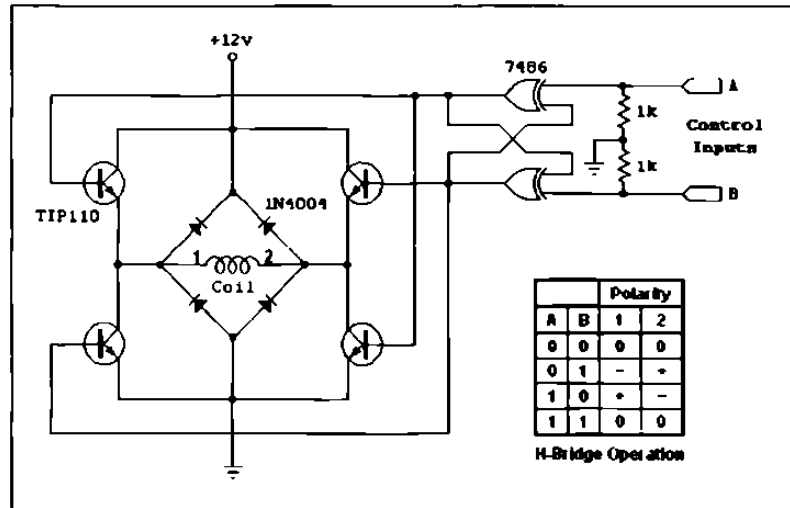 +12v
7486
A
1k
Control
Inputs
1k
B
TIP110
1N4004
1 2
Coil
Polarity
A B 1 2
0 0 0 0
0 1 - +
1 0 + -
1 1 0 0
H-Bridge Operation